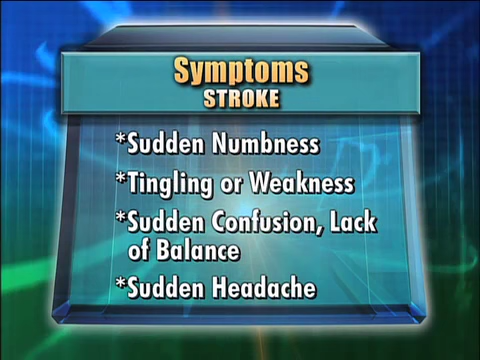 Symptoms
STROKE
*Sudden Numbness
*Tingling or Weakness
*Sudden Confusion, Lack
of Balance
*Sudden Headache